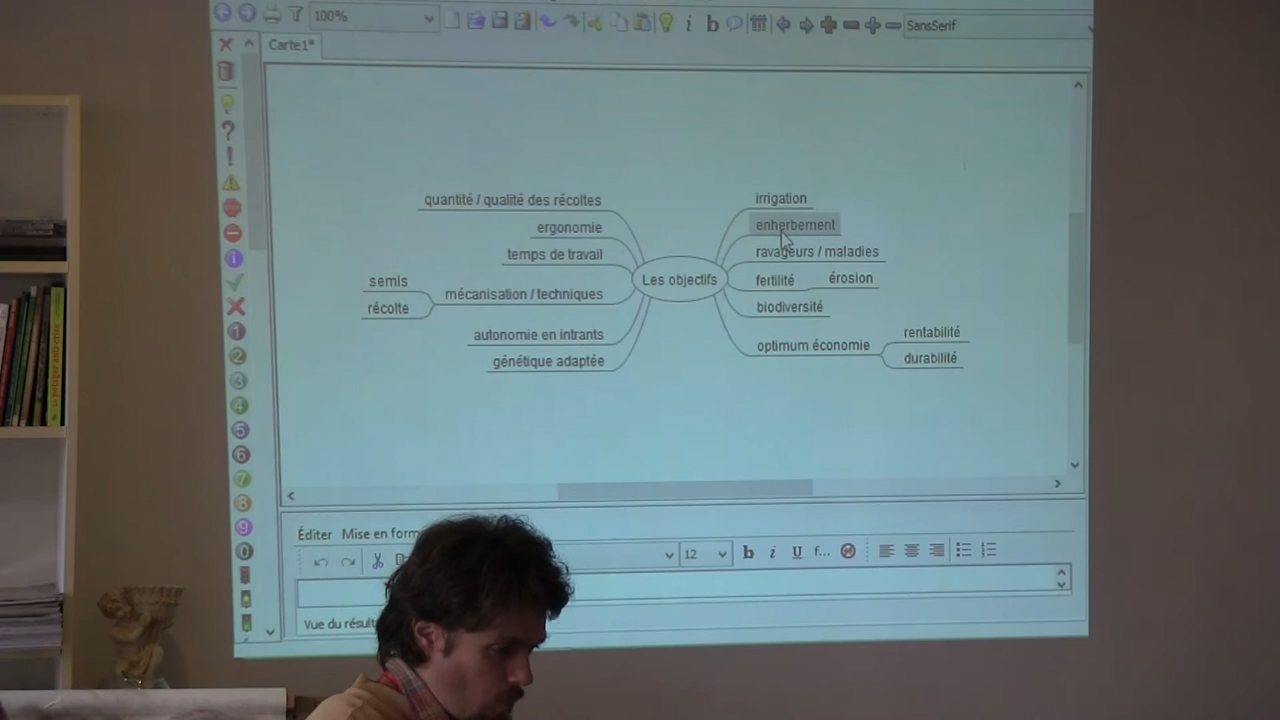 100%
SansSerif
Carte1*
quantité / qualité des récoltes
ergonomie
temps de travail
mécanisation / techniques
semis
récolte
autonomie en intrants
génétique adaptée
Les objectifs
irrigation
enherbement
ravageurs / maladies
fertilité
érosion
biodiversité
optimum économie
rentabilité
durabilité
Éditer Mise en form
12
b i U f...
Vue du résult